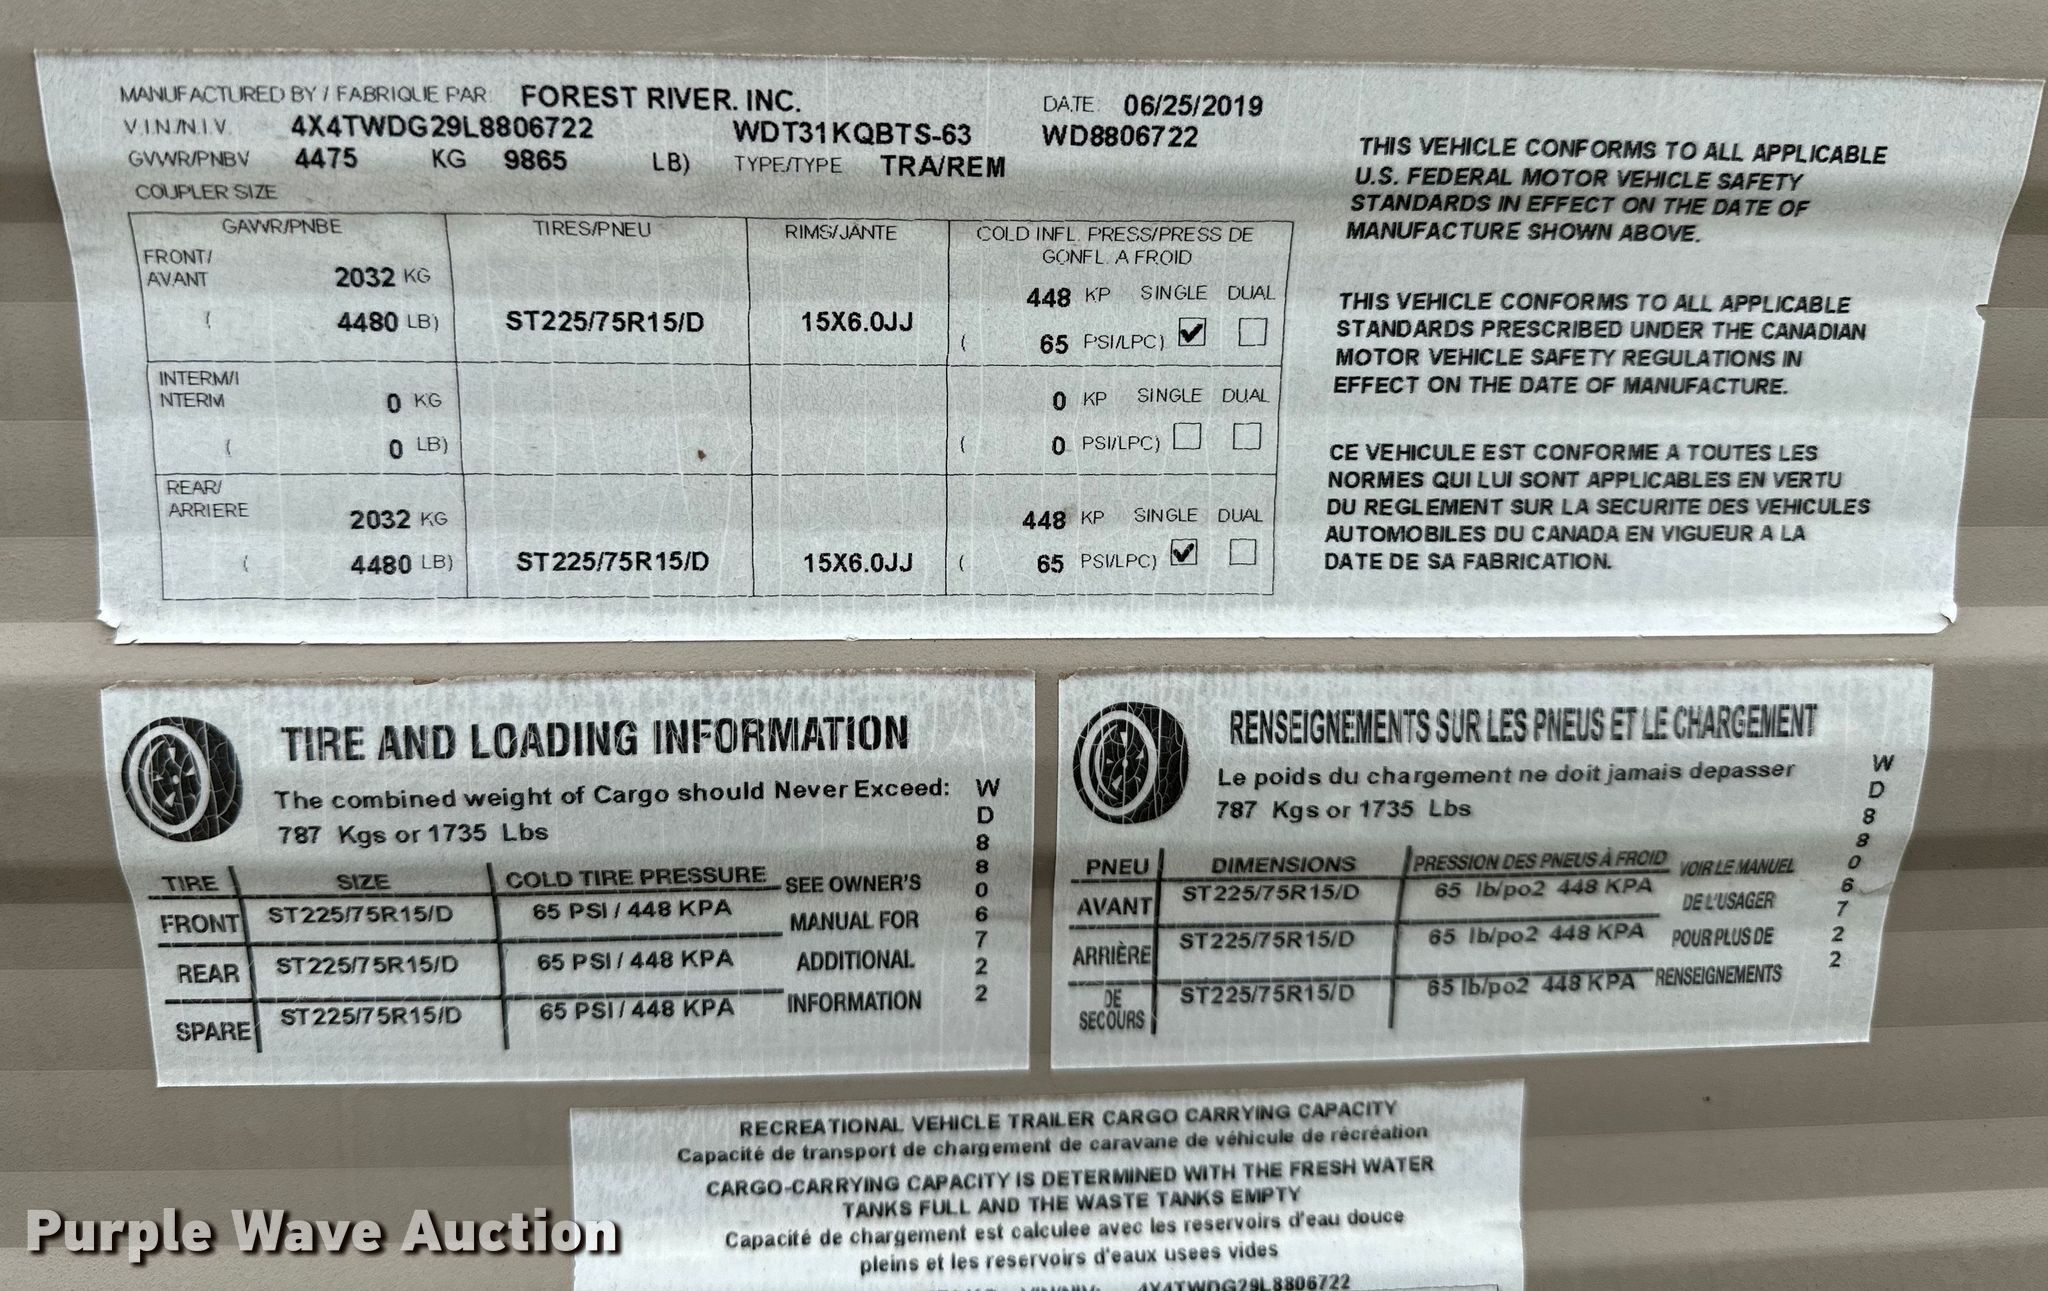 MANUFACTURED BY / FABRIQUE PAR: FOREST RIVER. INC. DATE: 06/25/2019
V.I.N./N.I.V. 4X4TWDG29L8806722 WDT31KQBTS-63 WD8806722
GVWR/PNBV 4475 KG 9865 LB) TYPE/TYPE TRA/REM
COUPLER SIZE
GAWR/PNBE TIRES/PNEU RIMS/JANTE COLD INFL. PRESS/PRESS DE
GONFL. A FROID
FRONT/
AVANT 2032 KG 448 KP SINGLE DUAL
( 4480 LB) ST225/75R15/D 15X6.0JJ ( 65 PSI/LPC)
INTERM/I
NTERM 0 KG 0 KP SINGLE DUAL
( 0 LB) ( 0 PSI/LPC)
REAR/
ARRIERE 2032 KG 448 KP SINGLE DUAL
( 4480 LB) ST225/75R15/D 15X6.0JJ ( 65 PSI/LPC)
THIS VEHICLE CONFORMS TO ALL APPLICABLE
U.S. FEDERAL MOTOR VEHICLE SAFETY
STANDARDS IN EFFECT ON THE DATE OF
MANUFACTURE SHOWN ABOVE.
THIS VEHICLE CONFORMS TO ALL APPLICABLE
STANDARDS PRESCRIBED UNDER THE CANADIAN
MOTOR VEHICLE SAFETY REGULATIONS IN
EFFECT ON THE DATE OF MANUFACTURE.
CE VEHICULE EST CONFORME A TOUTES LES
NORMES QUI LUI SONT APPLICABLES EN VERTU
DU REGLEMENT SUR LA SECURITE DES VEHICULES
AUTOMOBILES DU CANADA EN VIGUEUR A LA
DATE DE SA FABRICATION.
TIRE AND LOADING INFORMATION
The combined weight of Cargo should Never Exceed:
787 Kgs or 1735 Lbs
TIRE SIZE COLD TIRE PRESSURE
FRONT ST225/75R15/D 65 PSI / 448 KPA
REAR ST225/75R15/D 65 PSI / 448 KPA
SPARE ST225/75R15/D 65 PSI / 448 KPA
SEE OWNER'S
MANUAL FOR
ADDITIONAL
INFORMATION
WD8806722
RENSEIGNEMENTS SUR LES PNEUS ET LE CHARGEMENT
Le poids du chargement ne doit jamais depasser
787 Kgs or 1735 Lbs
PNEU DIMENSIONS PRESSION DES PNEUS À FROID
AVANT ST225/75R15/D 65 lb/po2 448 KPA
ARRIÈRE ST225/75R15/D 65 lb/po2 448 KPA
DE
SECOURS ST225/75R15/D 65 lb/po2 448 KPA
VOIR LE MANUEL
DE L'USAGER
POUR PLUS DE
RENSEIGNEMENTS
WD8806722
RECREATIONAL VEHICLE TRAILER CARGO CARRYING CAPACITY
Capacité de transport de chargement de caravane de véhicule de récréation
CARGO-CARRYING CAPACITY IS DETERMINED WITH THE FRESH WATER
TANKS FULL AND THE WASTE TANKS EMPTY
Capacité de chargement est calculee avec les reservoirs d'eau douce
pleins et les reservoirs d'eaux usees vides
4X4TWDG29L8806722
Purple Wave Auction